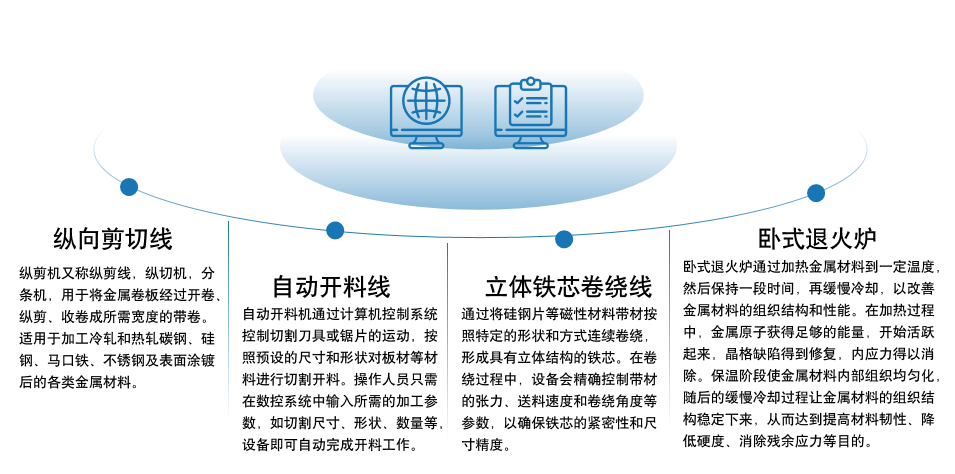 纵向剪切线
纵剪机又称纵剪线，纵切机，分
条机，用于将金属卷板经过开卷、
纵剪、收卷成所需宽度的带卷。
适用于加工冷轧和热轧碳钢、硅
钢、马口铁、不锈钢及表面涂镀
后的各类金属材料。
自动开料线
自动开料机通过计算机控制系统
控制切割刀具或锯片的运动，按
照预设的尺寸和形状对板材等材
料进行切割开料。操作人员只需
在数控系统中输入所需的加工参
数，如切割尺寸、形状、数量等，
设备即可自动完成开料工作。
立体铁芯卷绕线
通过将硅钢片等磁性材料带材按
照特定的形状和方式连续卷绕，
形成具有立体结构的铁芯。在卷
绕过程中，设备会精确控制带材
的张力、送料速度和卷绕角度等
参数，以确保铁芯的紧密性和尺
寸精度。
卧式退火炉
卧式退火炉通过加热金属材料到一定温度，
然后保持一段时间，再缓慢冷却，以改善
金属材料的组织结构和性能。在加热过程
中，金属原子获得足够的能量，开始活跃
起来，晶格缺陷得到修复，内应力得以消
除。保温阶段使金属材料内部组织均匀化，
随后的缓慢冷却过程让金属材料的组织结
构稳定下来，从而达到提高材料韧性、降
低硬度、消除残余应力等目的。